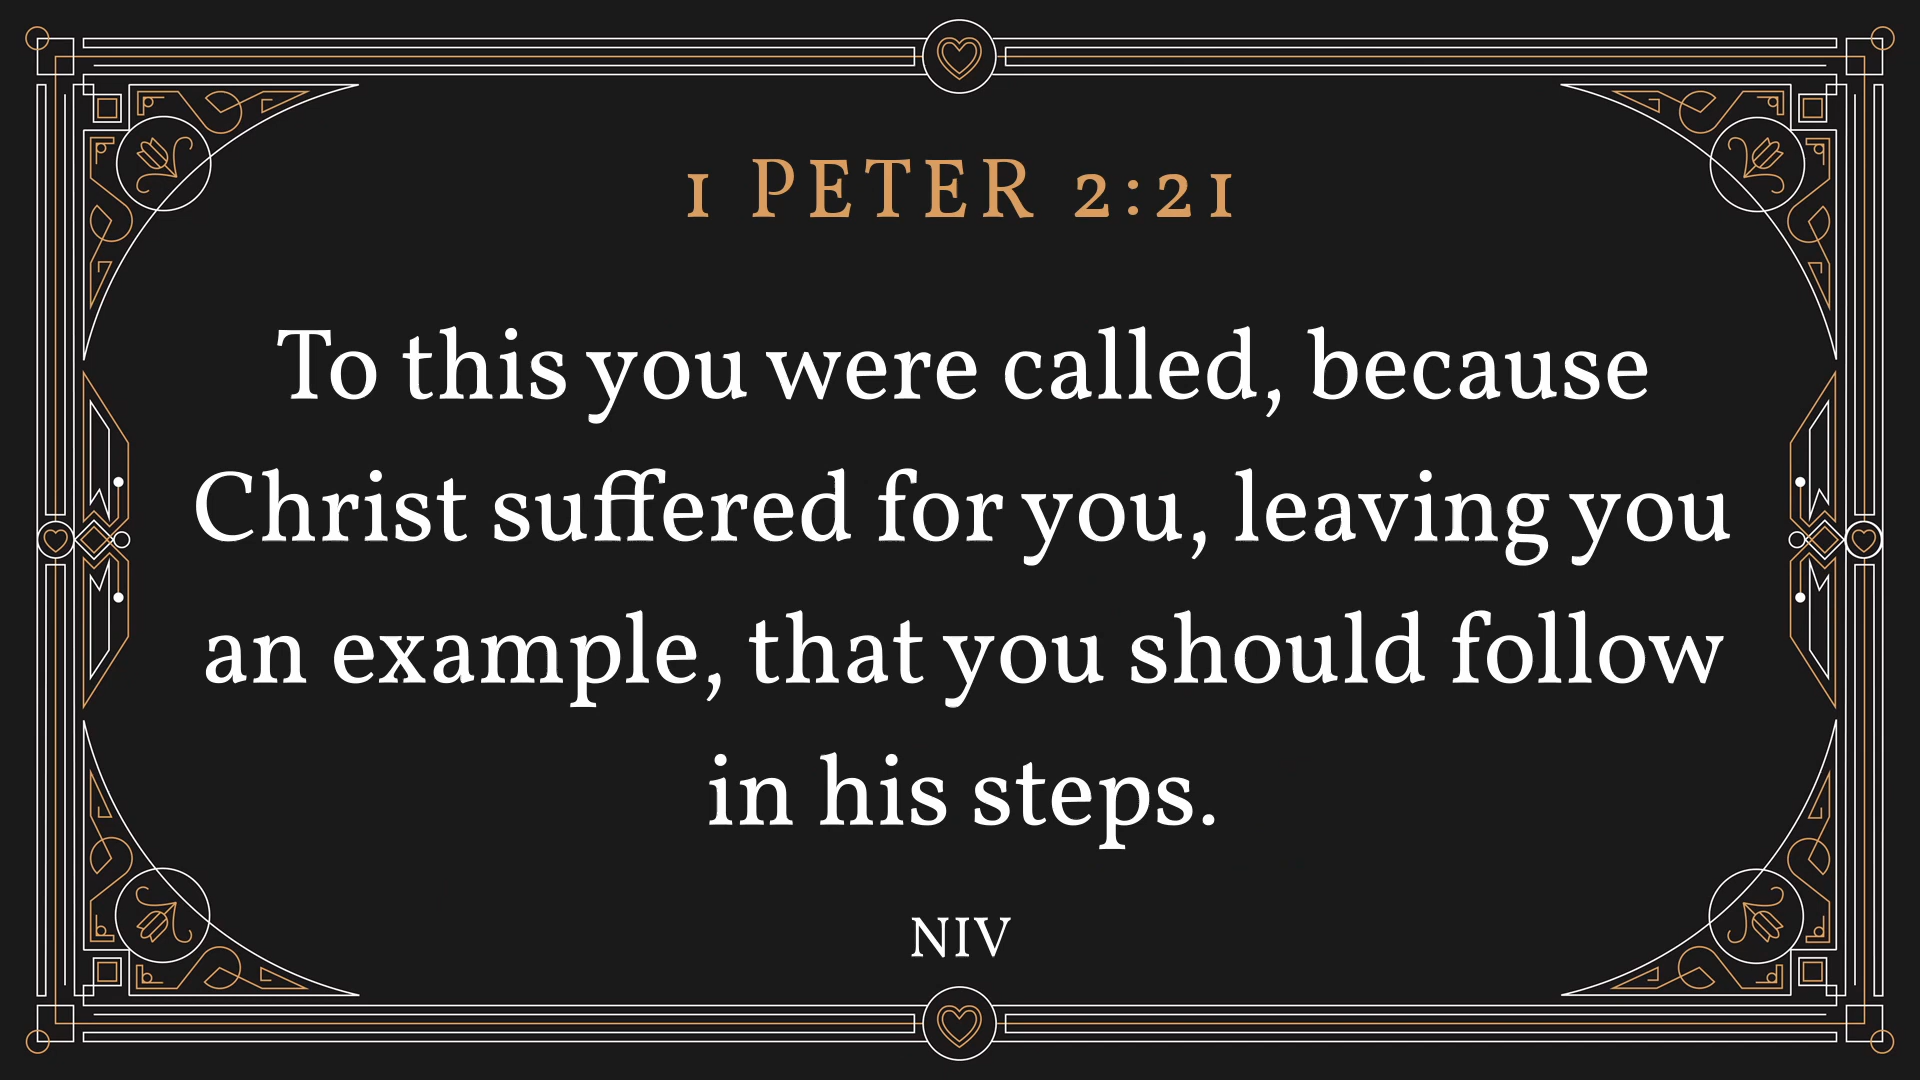 1 PETER 2:21
To this you were called, because
Christ suffered for you, leaving you
an example, that you should follow
in his steps.
NIV